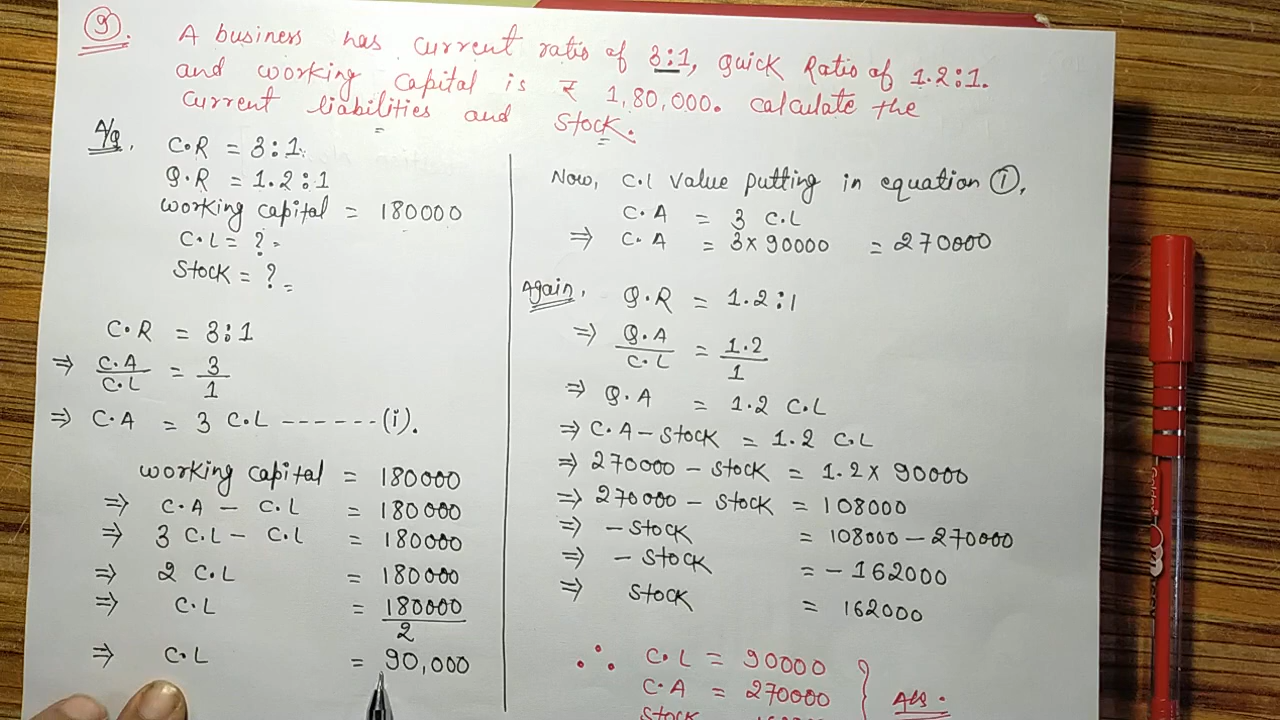 9.
A business has current ratio of 3:1, quick Ratio of 1.2:1.
and working capital is ₹ 1,80,000. calculate the
current liabilities and stock.
A/Q,
C.R = 3:1.
Q.R = 1.2:1
working capital = 180000
C.L = ?
Stock = ?
C.R = 3:1
⇒ C.A/C.L = 3/1
⇒ C.A = 3 C.L ------(i).
working capital = 180000
⇒ C.A - C.L = 180000
⇒ 3 C.L - C.L = 180000
⇒ 2 C.L = 180000
⇒ C.L = 180000/2
⇒ C.L = 90,000
Now, C.L value putting in equation (i),
C.A = 3 C.L
⇒ C.A = 3×90000 = 270000
Again, Q.R = 1.2:1
⇒ Q.A/C.L = 1.2/1
⇒ Q.A = 1.2 C.L
⇒ C.A - Stock = 1.2 C.L
⇒ 270000 - Stock = 1.2×90000
⇒ 270000 - Stock = 108000
⇒ - Stock = 108000 - 270000
⇒ - Stock = - 162000
⇒ Stock = 162000
∴ C.L = 90000
C.A = 270000 } Ans.
Stock